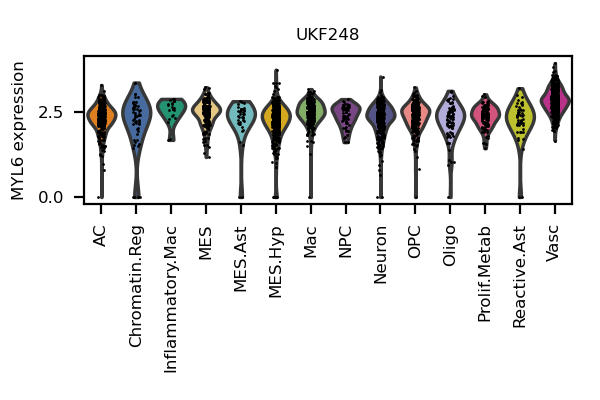 UKF248
MYL6 expression
2.5
0.0
AC
Chromatin.Reg
Inflammatory.Mac
MES
MES.Ast
MES.Hyp
Mac
NPC
Neuron
OPC
Oligo
Prolif.Metab
Reactive.Ast
Vasc